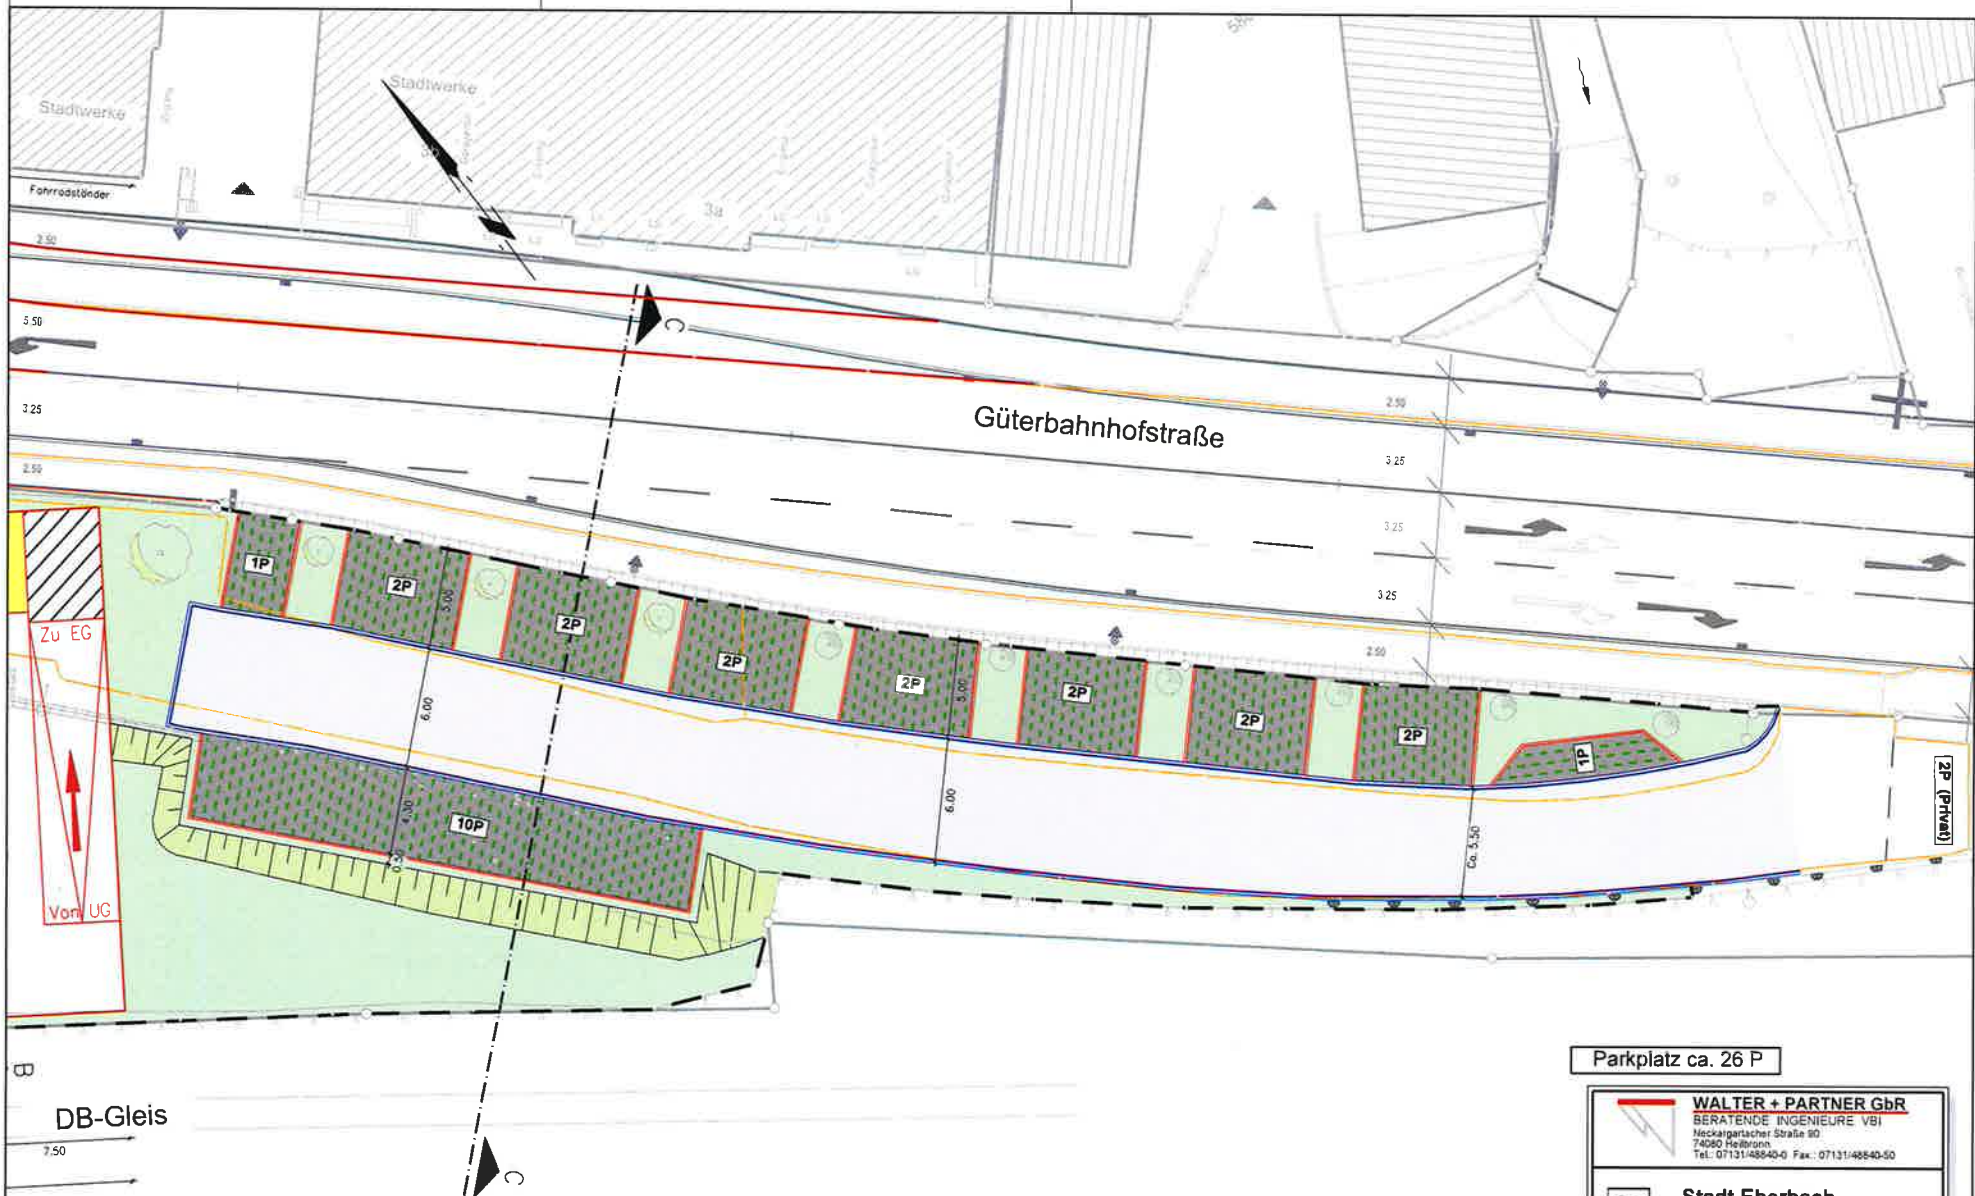 Stadtwerke
Stadtwerke
Fahrradständer
3a
2.50
5.50
3.25
2.50
C
Güterbahnhofstraße
2.50
3.25
3.25
3.25
2.50
1P
2P
2P
2P
2P
2P
2P
2P
1P
2P (Privat)
5.00
5.00
6.00
6.00
Ca. 5.50
4.30
0.50
10P
Zu EG
Von UG
B
DB-Gleis
7.50
C
Parkplatz ca. 26 P
WALTER + PARTNER GbR
BERATENDE INGENIEURE VBI
Neckargartacher Straße 90
74080 Heilbronn
Tel.: 07131/48840-0 Fax.: 07131/48840-50
Stadt Eberbach